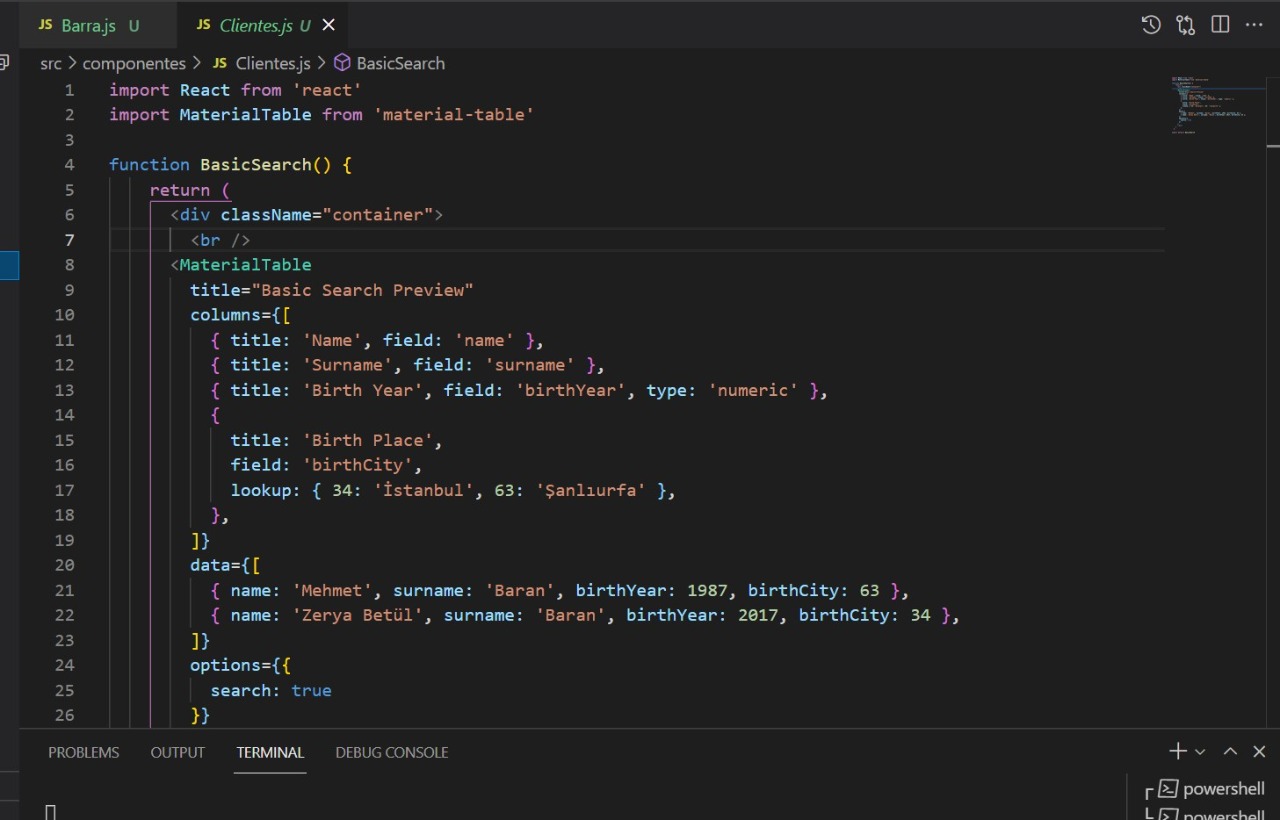 JS Barra.js U JS Clientes.js U
src > componentes > JS Clientes.js > BasicSearch
1 import React from 'react'
2 import MaterialTable from 'material-table'
3
4 function BasicSearch() {
5 return (
6 <div className="container">
7 <br />
8 <MaterialTable
9 title="Basic Search Preview"
10 columns={[
11 { title: 'Name', field: 'name' },
12 { title: 'Surname', field: 'surname' },
13 { title: 'Birth Year', field: 'birthYear', type: 'numeric' },
14 {
15 title: 'Birth Place',
16 field: 'birthCity',
17 lookup: { 34: 'İstanbul', 63: 'Şanlıurfa' },
18 },
19 ]}
20 data={[
21 { name: 'Mehmet', surname: 'Baran', birthYear: 1987, birthCity: 63 },
22 { name: 'Zerya Betül', surname: 'Baran', birthYear: 2017, birthCity: 34 },
23 ]}
24 options={{
25 search: true
26 }}
PROBLEMS OUTPUT TERMINAL DEBUG CONSOLE
powershell
powershell